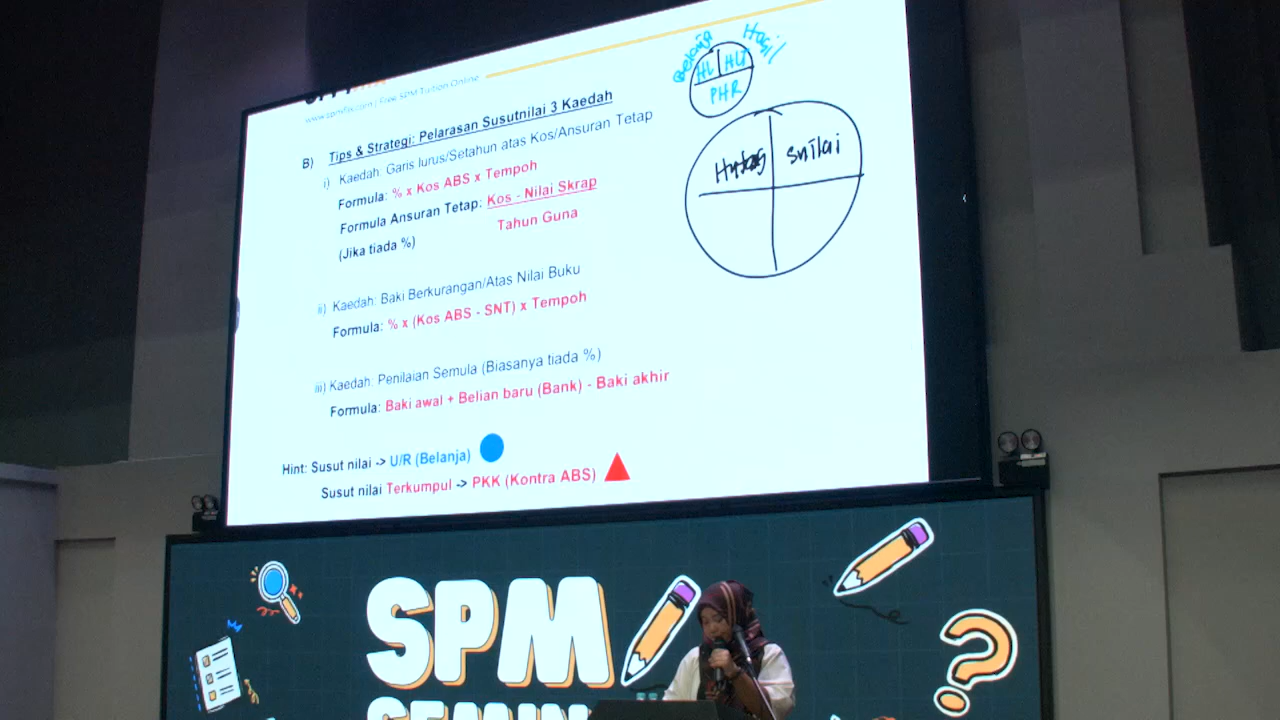 www.spmflix.com | Free SPM Tuition Online
B) Tips & Strategi: Pelarasan Susutnilai 3 Kaedah
i) Kaedah: Garis lurus/Setahun atas Kos/Ansuran Tetap
Formula: % x Kos ABS x Tempoh
Formula Ansuran Tetap: Kos - Nilai Skrap
Tahun Guna
(Jika tiada %)
ii) Kaedah: Baki Berkurangan/Atas Nilai Buku
Formula: % x (Kos ABS - SNT) x Tempoh
iii) Kaedah: Penilaian Semula (Biasanya tiada %)
Formula: Baki awal + Belian baru (Bank) - Baki akhir
Hint: Susut nilai -> U/R (Belanja)
Susut nilai Terkumpul -> PKK (Kontra ABS)
Belanja Hasil
HL HLT
PHR
Snilai
SPM